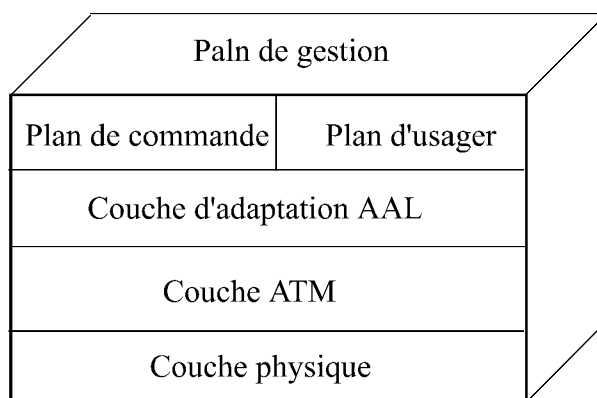 Paln de gestion
Plan de commande
Plan d'usager
Couche d'adaptation AAL
Couche ATM
Couche physique